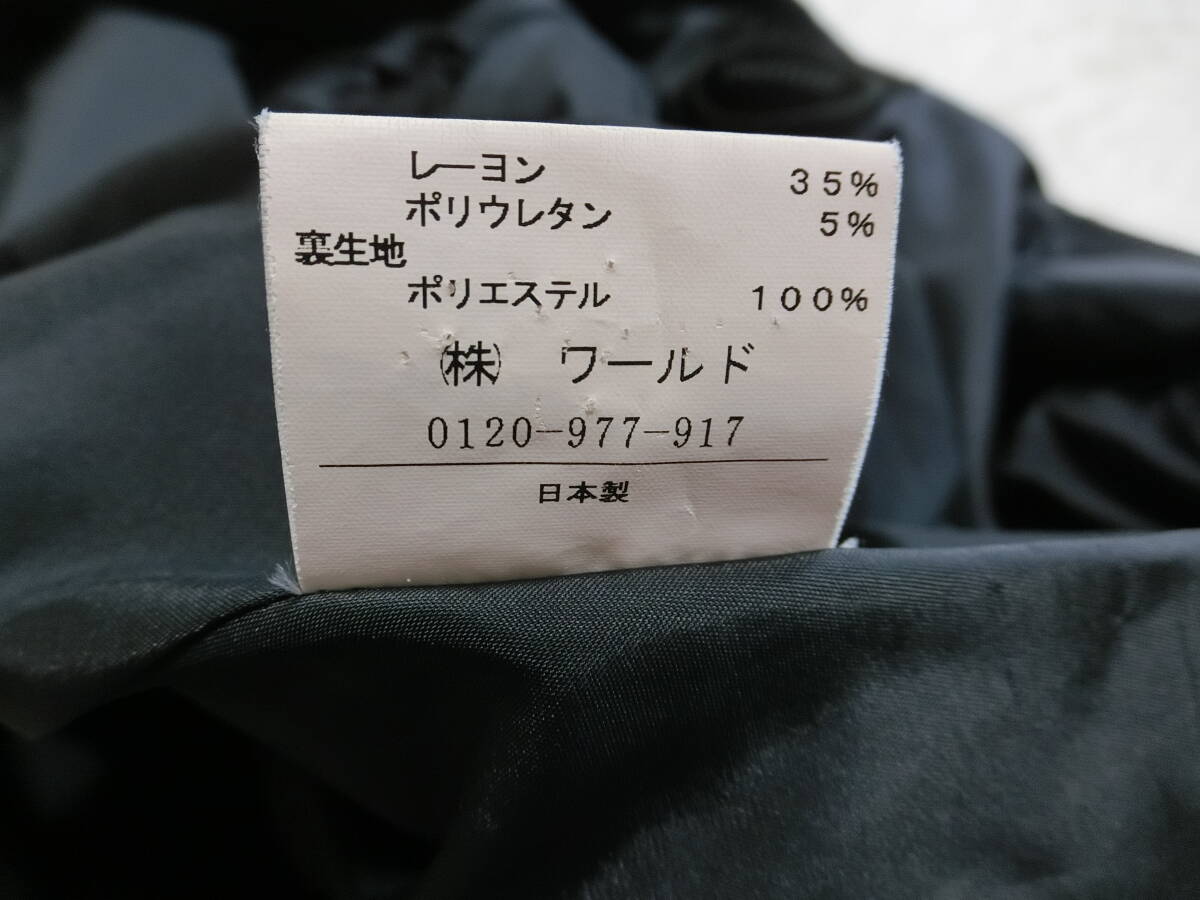 レーヨン 35%
ポリウレタン 5%
裏生地
ポリエステル 100%
㈱ ワールド
0120-977-917
日本製